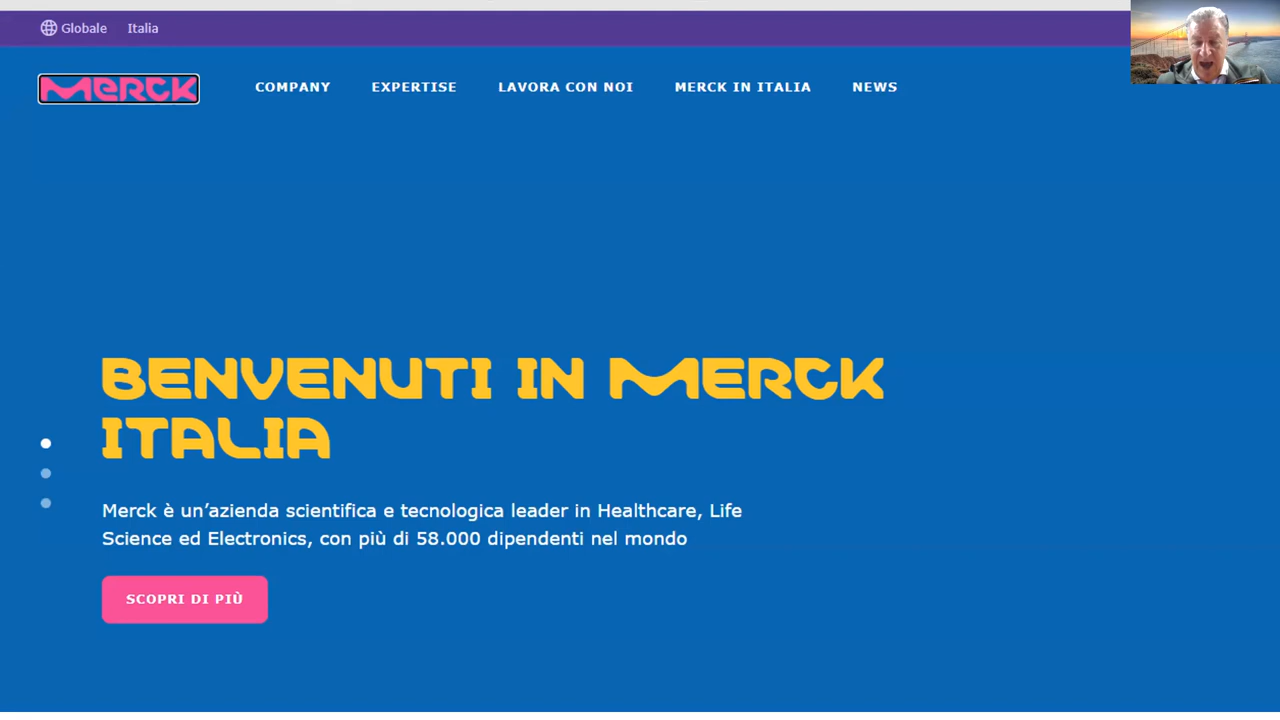 Globale Italia
MERCK COMPANY EXPERTISE LAVORA CON NOI MERCK IN ITALIA NEWS
BENVENUTI IN MERCK
ITALIA
Merck è un’azienda scientifica e tecnologica leader in Healthcare, Life
Science ed Electronics, con più di 58.000 dipendenti nel mondo
SCOPRI DI PIÙ